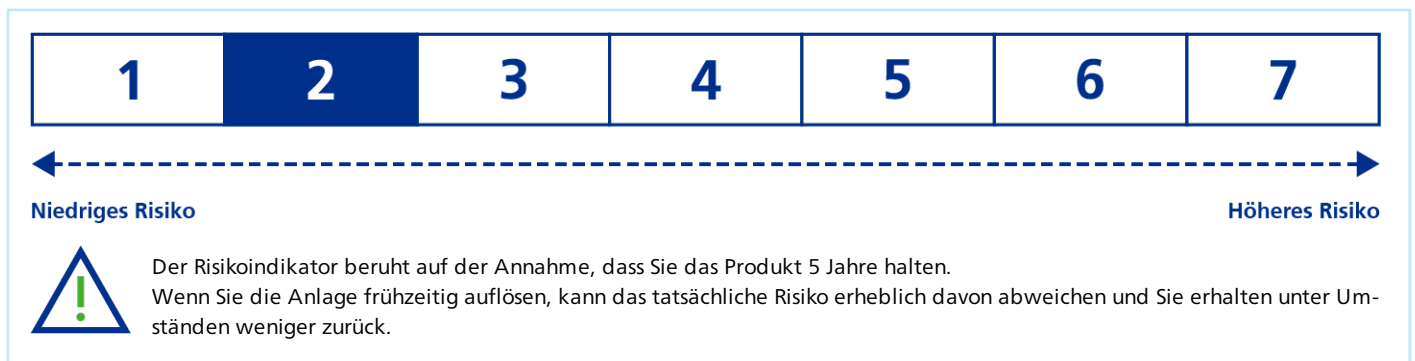 1 2 3 4 5 6 7
Niedriges Risiko Höheres Risiko
Der Risikoindikator beruht auf der Annahme, dass Sie das Produkt 5 Jahre halten.
Wenn Sie die Anlage frühzeitig auflösen, kann das tatsächliche Risiko erheblich davon abweichen und Sie erhalten unter Um-
ständen weniger zurück.